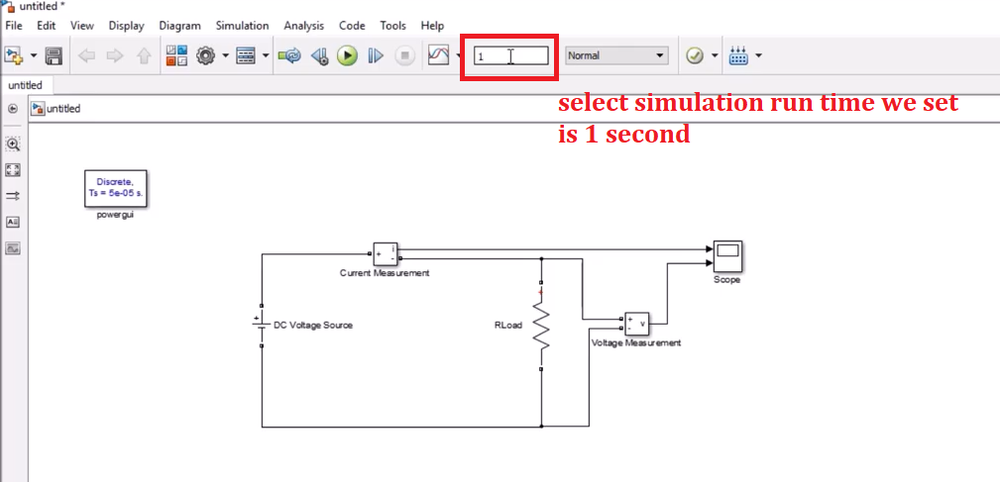 untitled *
File Edit View Display Diagram Simulation Analysis Code Tools Help
1
Normal
untitled
untitled
select simulation run time we set
is 1 second
Discrete,
Ts = 5e-05 s.
powergui
i
+
-
Current Measurement
Scope
+
DC Voltage Source
+
RLoad
+
-
v
Voltage Measurement